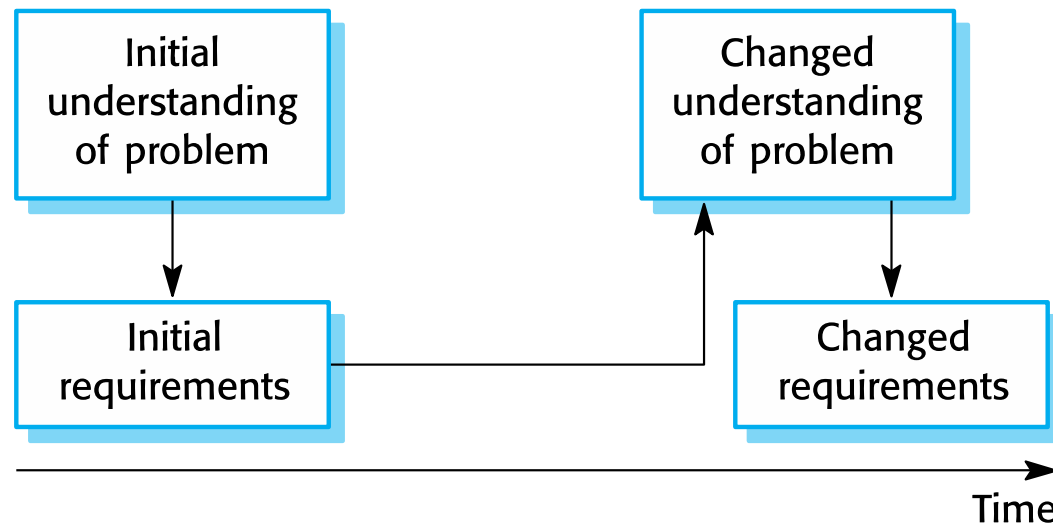 Initial
understanding
of problem
Changed
understanding
of problem
Initial
requirements
Changed
requirements
Time